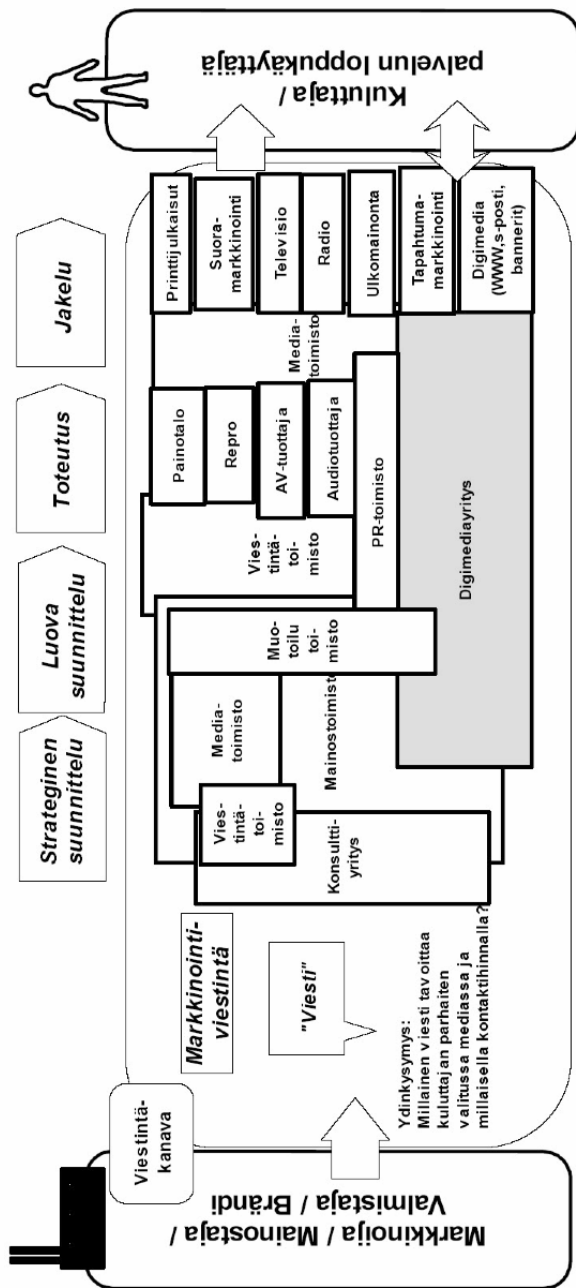 Strateginen
suunnittelu
Luova
suunnittelu
Toteutus
Jakelu
Viestintä-
kanava
Markkinoija / Mainostaja /
Valmistaja / Brändi
Markkinointi-
viestintä
"Viesti"
Ydinkysymys:
Millainen viesti tavoittaa
kuluttajan parhaiten
valitussa mediassa ja
millaisella kontaktihinnalla?
Konsultti-
yritys
Vies-
tintä-
toi-
misto
Media-
toimisto
Mainostoimisto
Muo-
toilu
toi-
misto
Vies-
tintä-
toi-
misto
Painotalo
Repro
AV-tuottaja
Audiotuottaja
PR-toimisto
Digimediayritys
Media-
toimisto
Printtijulkaisut
Suora-
markkinointi
Televisio
Radio
Ulkomainonta
Tapahtuma-
markkinointi
Digimedia
(WWW,s-posti,
bannerit)
Kuluttaja /
palvelun loppukäyttäjä